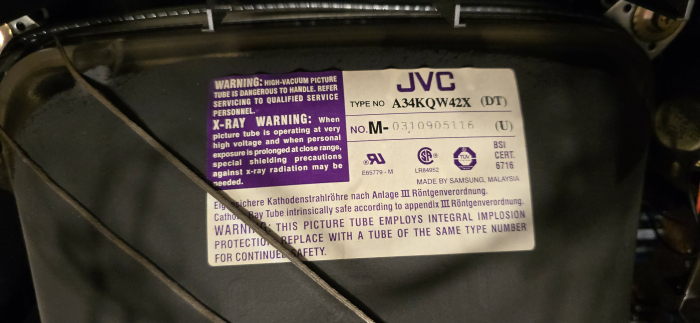 WARNING: HIGH-VACUUM PICTURE
TUBE IS DANGEROUS TO HANDLE. REFER
SERVICING TO QUALIFIED SERVICE
PERSONNEL.
X-RAY WARNING: When
picture tube is operating at very
high voltage and when personal
exposure is prolonged at close range,
special shielding precautions
against x-ray radiation may be
needed.
JVC
TYPE NO A34KQW42X (DT)
NO. M-0310905116 (U)
E65779-M
LR84952
TÜV
BSI
CERT.
6716
MADE BY SAMSUNG, MALAYSIA
Eigensichere Kathodenstrahlröhre nach Anlage III Röntgenverordnung.
Cathode Ray Tube intrinsically safe according to appendix III Röntgenverordnung.
WARNING: THIS PICTURE TUBE EMPLOYS INTEGRAL IMPLOSION
PROTECTION. REPLACE WITH A TUBE OF THE SAME TYPE NUMBER
FOR CONTINUED SAFETY.